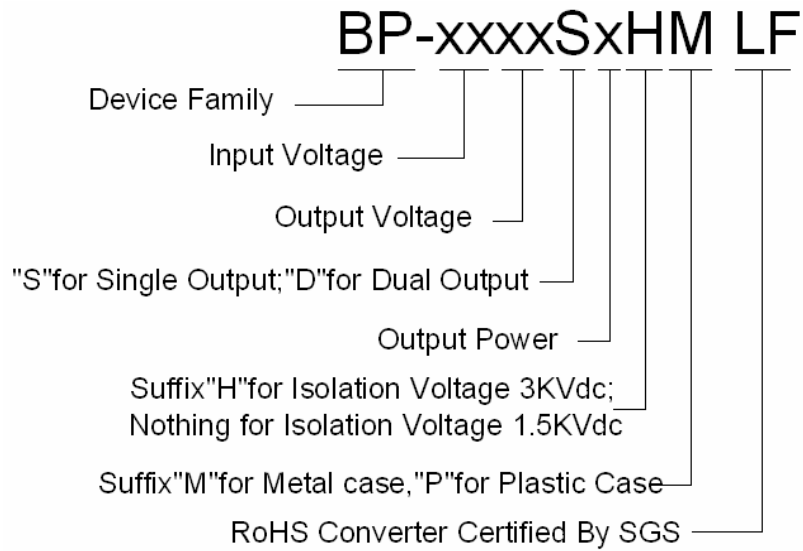 BP-xxxxSxHM LF
Device Family
Input Voltage
Output Voltage
"S"for Single Output;"D"for Dual Output
Output Power
Suffix"H"for Isolation Voltage 3KVdc;
Nothing for Isolation Voltage 1.5KVdc
Suffix"M"for Metal case,"P"for Plastic Case
RoHS Converter Certified By SGS